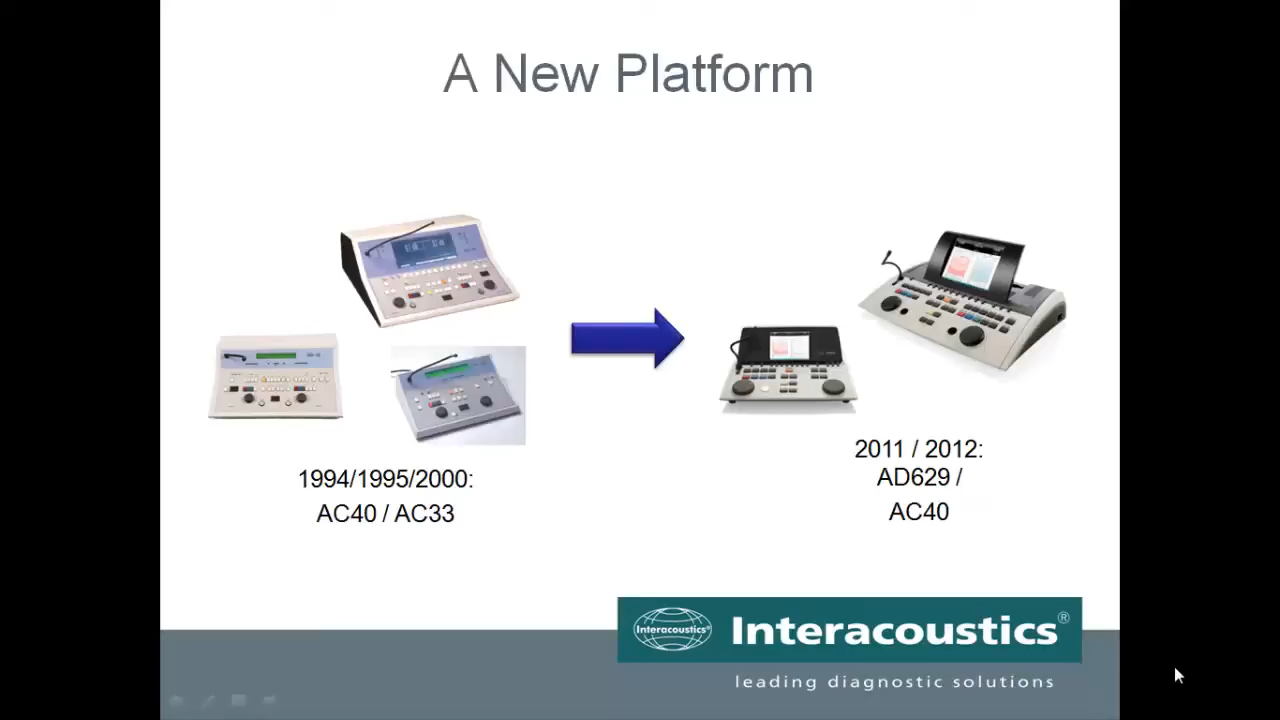 A New Platform
1994/1995/2000:
AC40 / AC33
2011 / 2012:
AD629 /
AC40
Interacoustics®
Interacoustics®
leading diagnostic solutions